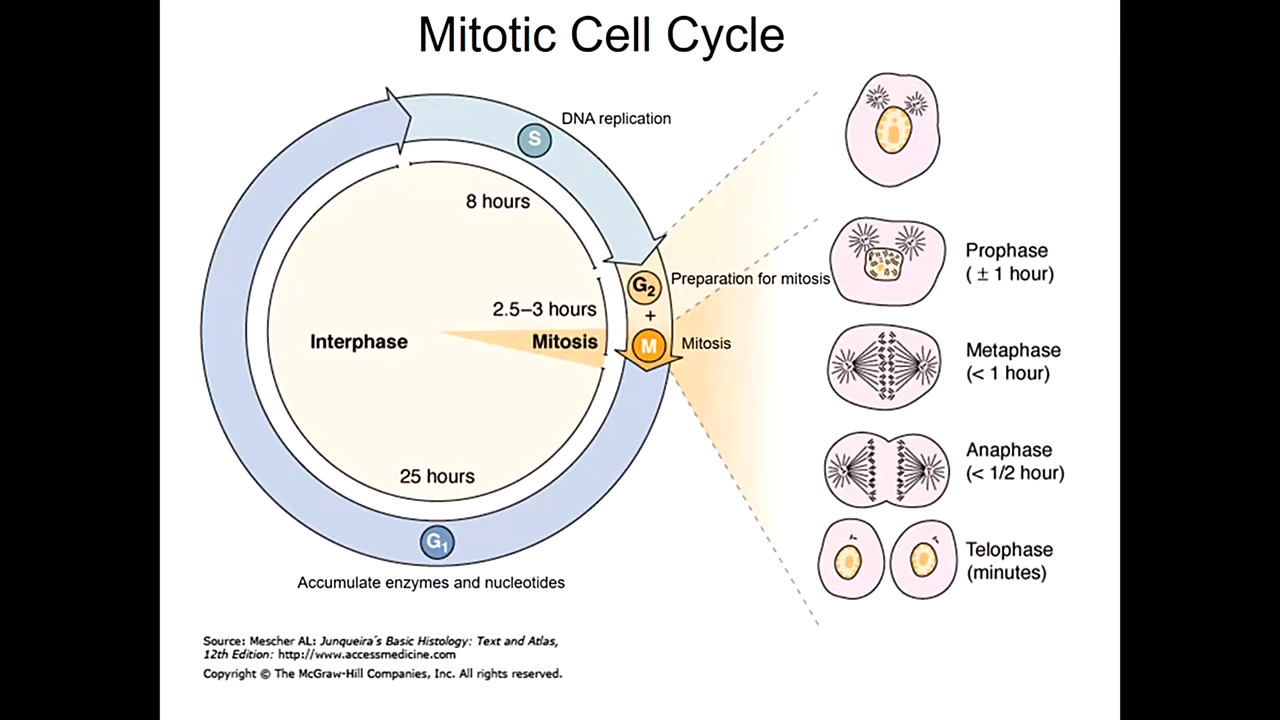 Mitotic Cell Cycle
DNA replication
S
8 hours
G2
Preparation for mitosis
+
2.5–3 hours
Interphase
Mitosis
M
Mitosis
25 hours
G1
Accumulate enzymes and nucleotides
Prophase
( ± 1 hour)
Metaphase
(< 1 hour)
Anaphase
(< 1/2 hour)
Telophase
(minutes)
Source: Mescher AL: Junqueira's Basic Histology: Text and Atlas,
12th Edition: http://www.accessmedicine.com
Copyright © The McGraw-Hill Companies, Inc. All rights reserved.